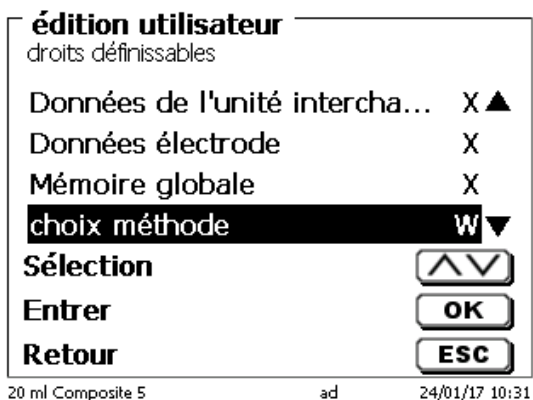 édition utilisateur
droits définissables
Données de l'unité intercha... X
Données électrode X
Mémoire globale X
choix méthode W
Sélection
Entrer OK
Retour ESC
20 ml Composite 5 ad 24/01/17 10:31